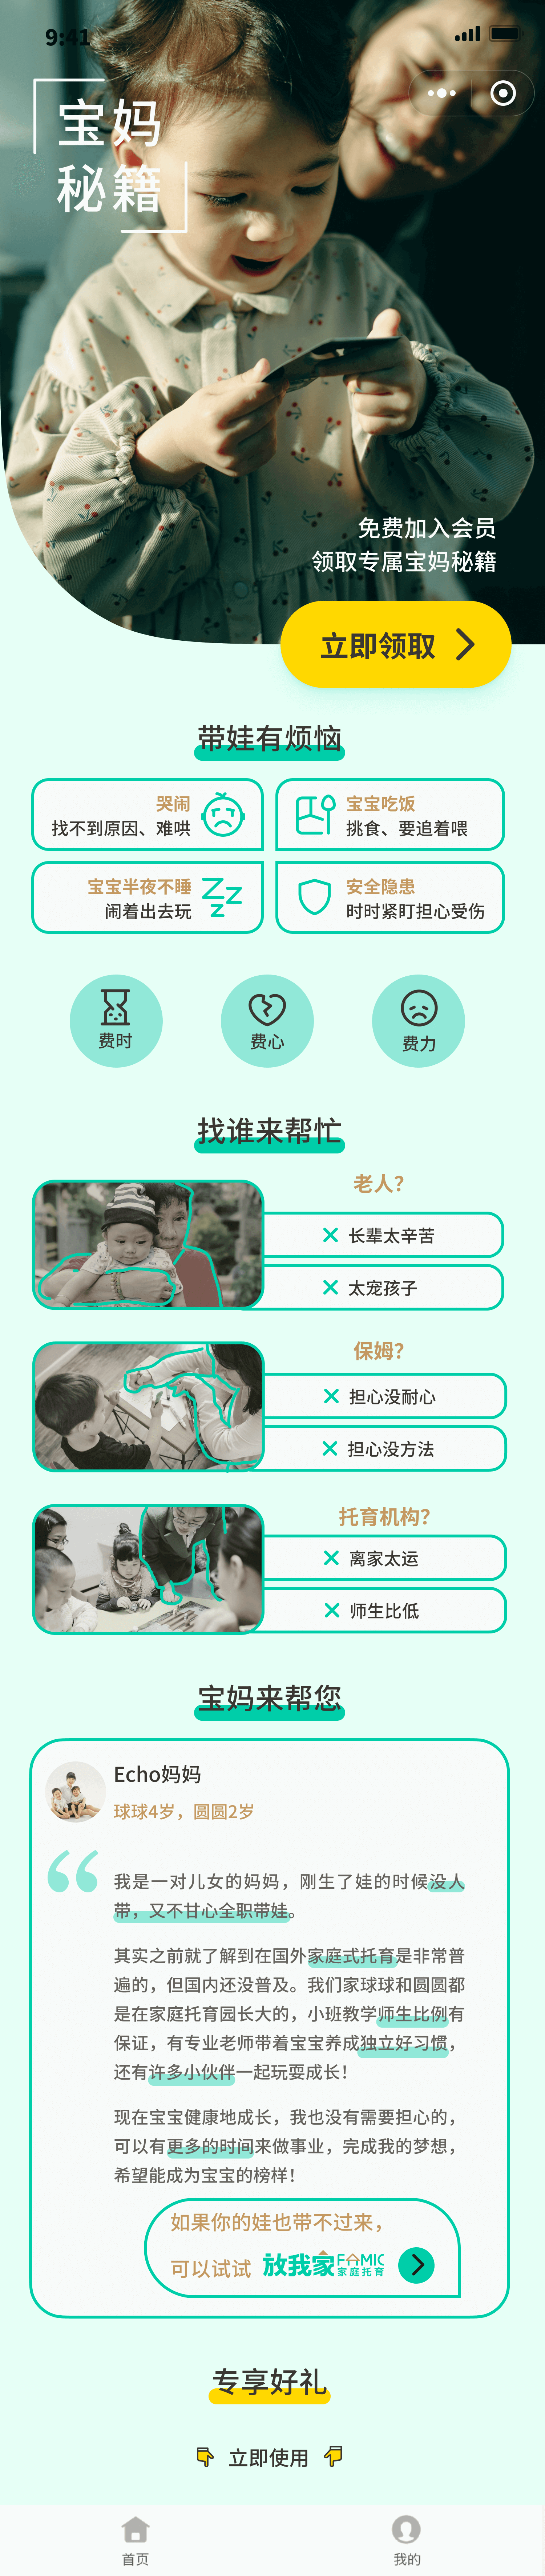 9:41
宝妈
秘籍
免费加入会员
领取专属宝妈秘籍
立即领取
带娃有烦恼
哭闹
找不到原因、难哄
宝宝吃饭
挑食、要追着喂
宝宝半夜不睡
闹着出去玩
安全隐患
时时紧盯担心受伤
费时
费心
费力
找谁来帮忙
老人?
长辈太辛苦
太宠孩子
保姆?
担心没耐心
担心没方法
托育机构?
离家太运
师生比低
宝妈来帮您
Echo妈妈
球球4岁，圆圆2岁
我是一对儿女的妈妈，刚生了娃的时候没人
带，又不甘心全职带娃。
其实之前就了解到在国外家庭式托育是非常普
遍的，但国内还没普及。我们家球球和圆圆都
是在家庭托育园长大的，小班教学师生比例有
保证，有专业老师带着宝宝养成独立好习惯，
还有许多小伙伴一起玩耍成长！
现在宝宝健康地成长，我也没有需要担心的，
可以有更多的时间来做事业，完成我的梦想，
希望能成为宝宝的榜样！
如果你的娃也带不过来，
可以试试 放我家 FAMIC
家庭托育
专享好礼
立即使用
首页
我的